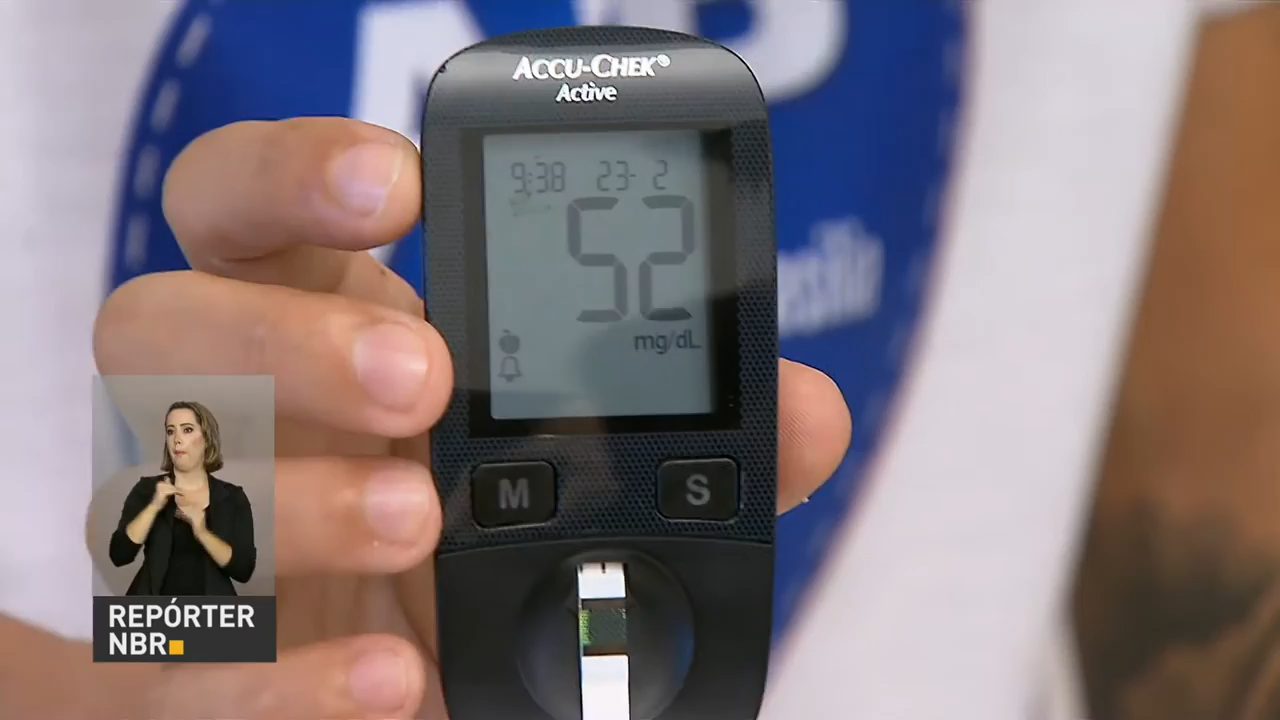 ACCU-CHEK®
Active
9:38 23- 2
52
mg/dL
M
S
REPÓRTER
NBR